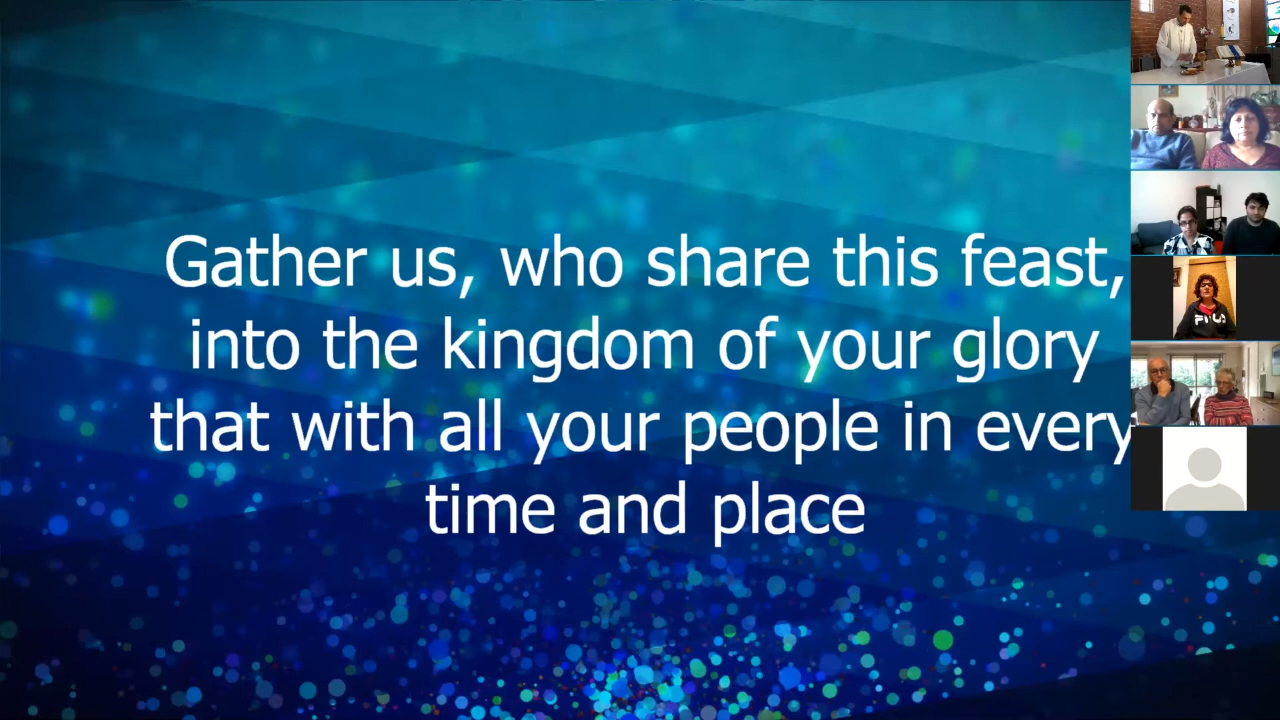 Gather us, who share this feast,
into the kingdom of your glory
that with all your people in every
time and place
FILA